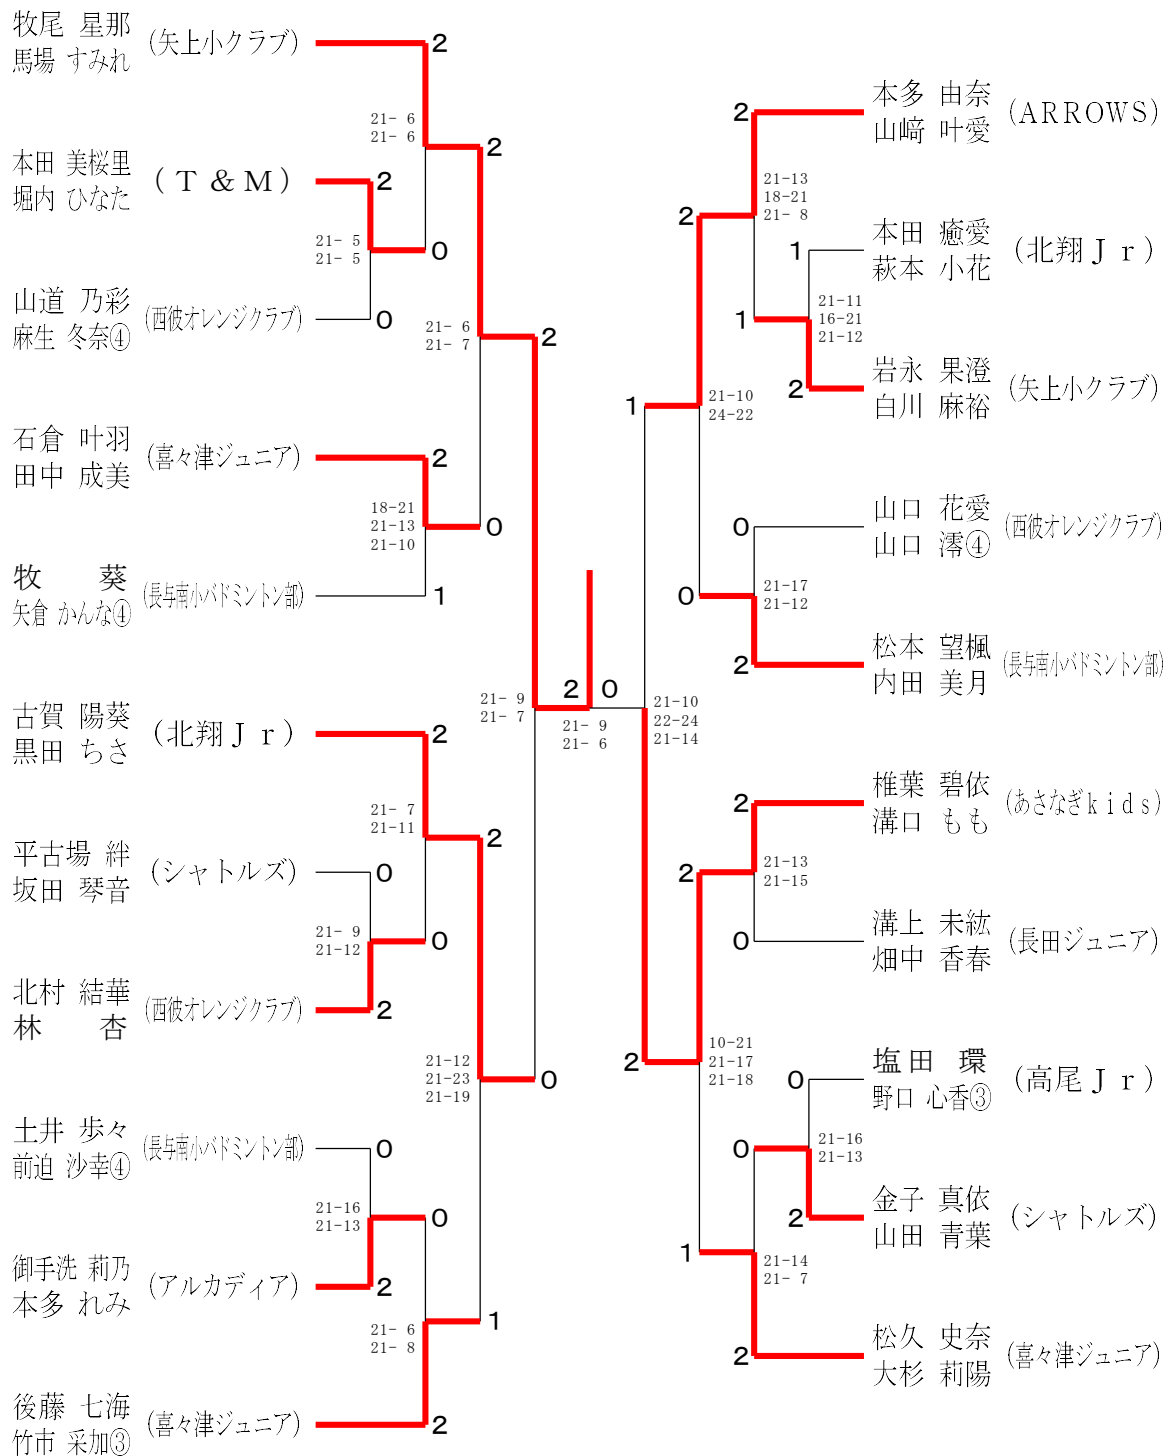 牧尾 星那
馬場 すみれ
(矢上小クラブ)
2
21- 6
21- 6
2
本田 美桜里
堀内 ひなた
(Ｔ＆Ｍ)
2
21- 5
21- 5
0
山道 乃彩
麻生 冬奈④
(西彼オレンジクラブ)
0
21- 6
21- 7
2
石倉 叶羽
田中 成美
(喜々津ジュニア)
2
18-21
21-13
21-10
0
牧 葵
矢倉 かんな④
(長与南小バドミントン部)
1
21- 9
21- 7
2
0
21- 9
21- 6
古賀 陽葵
黒田 ちさ
(北翔Ｊｒ)
2
21- 7
21-11
2
平古場 絆
坂田 琴音
(シャトルズ)
0
21- 9
21-12
0
北村 結華
林 杏
(西彼オレンジクラブ)
2
21-12
21-23
21-19
0
土井 歩々
前迫 沙幸④
(長与南小バドミントン部)
0
21-16
21-13
0
御手洗 莉乃
本多 れみ
(アルカディア)
2
21- 6
21- 8
1
後藤 七海
竹市 采加③
(喜々津ジュニア)
2
2
本多 由奈
山﨑 叶愛
(ARROWS)
2
21-13
18-21
21- 8
1
本田 癒愛
萩本 小花
(北翔Ｊｒ)
1
21-11
16-21
21-12
2
岩永 果澄
白川 麻裕
(矢上小クラブ)
1
21-10
24-22
0
山口 花愛
山口 澪④
(西彼オレンジクラブ)
0
21-17
21-12
2
松本 望楓
内田 美月
(長与南小バドミントン部)
21-10
22-24
21-14
2
椎葉 碧依
溝口 もも
(あさなぎｋｉｄｓ)
2
21-13
21-15
0
溝上 未紘
畑中 香春
(長田ジュニア)
2
10-21
21-17
21-18
0
塩田 環
野口 心香③
(高尾Ｊｒ)
0
21-16
21-13
2
金子 真依
山田 青葉
(シャトルズ)
1
21-14
21- 7
2
松久 史奈
大杉 莉陽
(喜々津ジュニア)